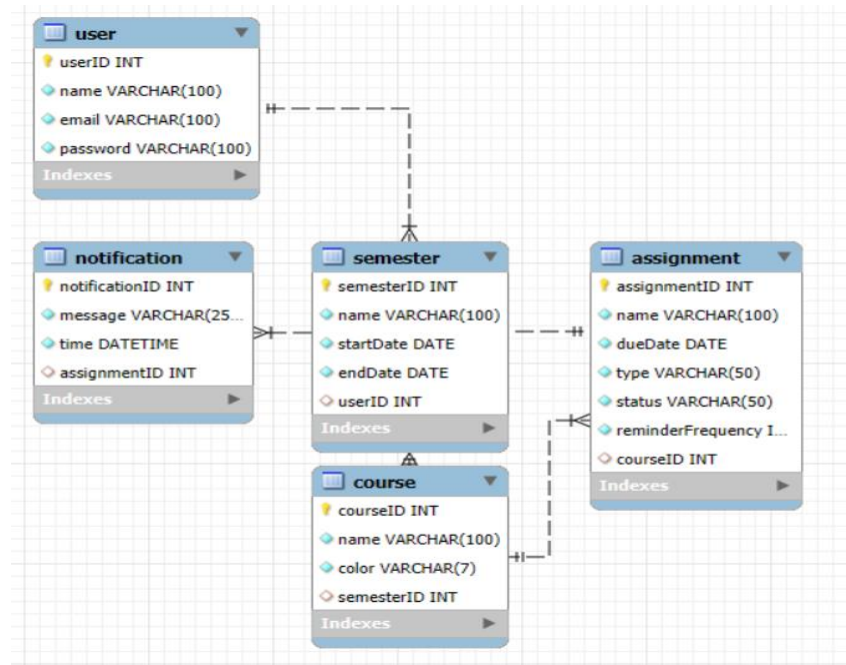 user
userID INT
name VARCHAR(100)
email VARCHAR(100)
password VARCHAR(100)
Indexes
notification
notificationID INT
message VARCHAR(25...
time DATETIME
assignmentID INT
Indexes
semester
semesterID INT
name VARCHAR(100)
startDate DATE
endDate DATE
userID INT
Indexes
assignment
assignmentID INT
name VARCHAR(100)
dueDate DATE
type VARCHAR(50)
status VARCHAR(50)
reminderFrequency I...
courseID INT
Indexes
course
courseID INT
name VARCHAR(100)
color VARCHAR(7)
semesterID INT
Indexes